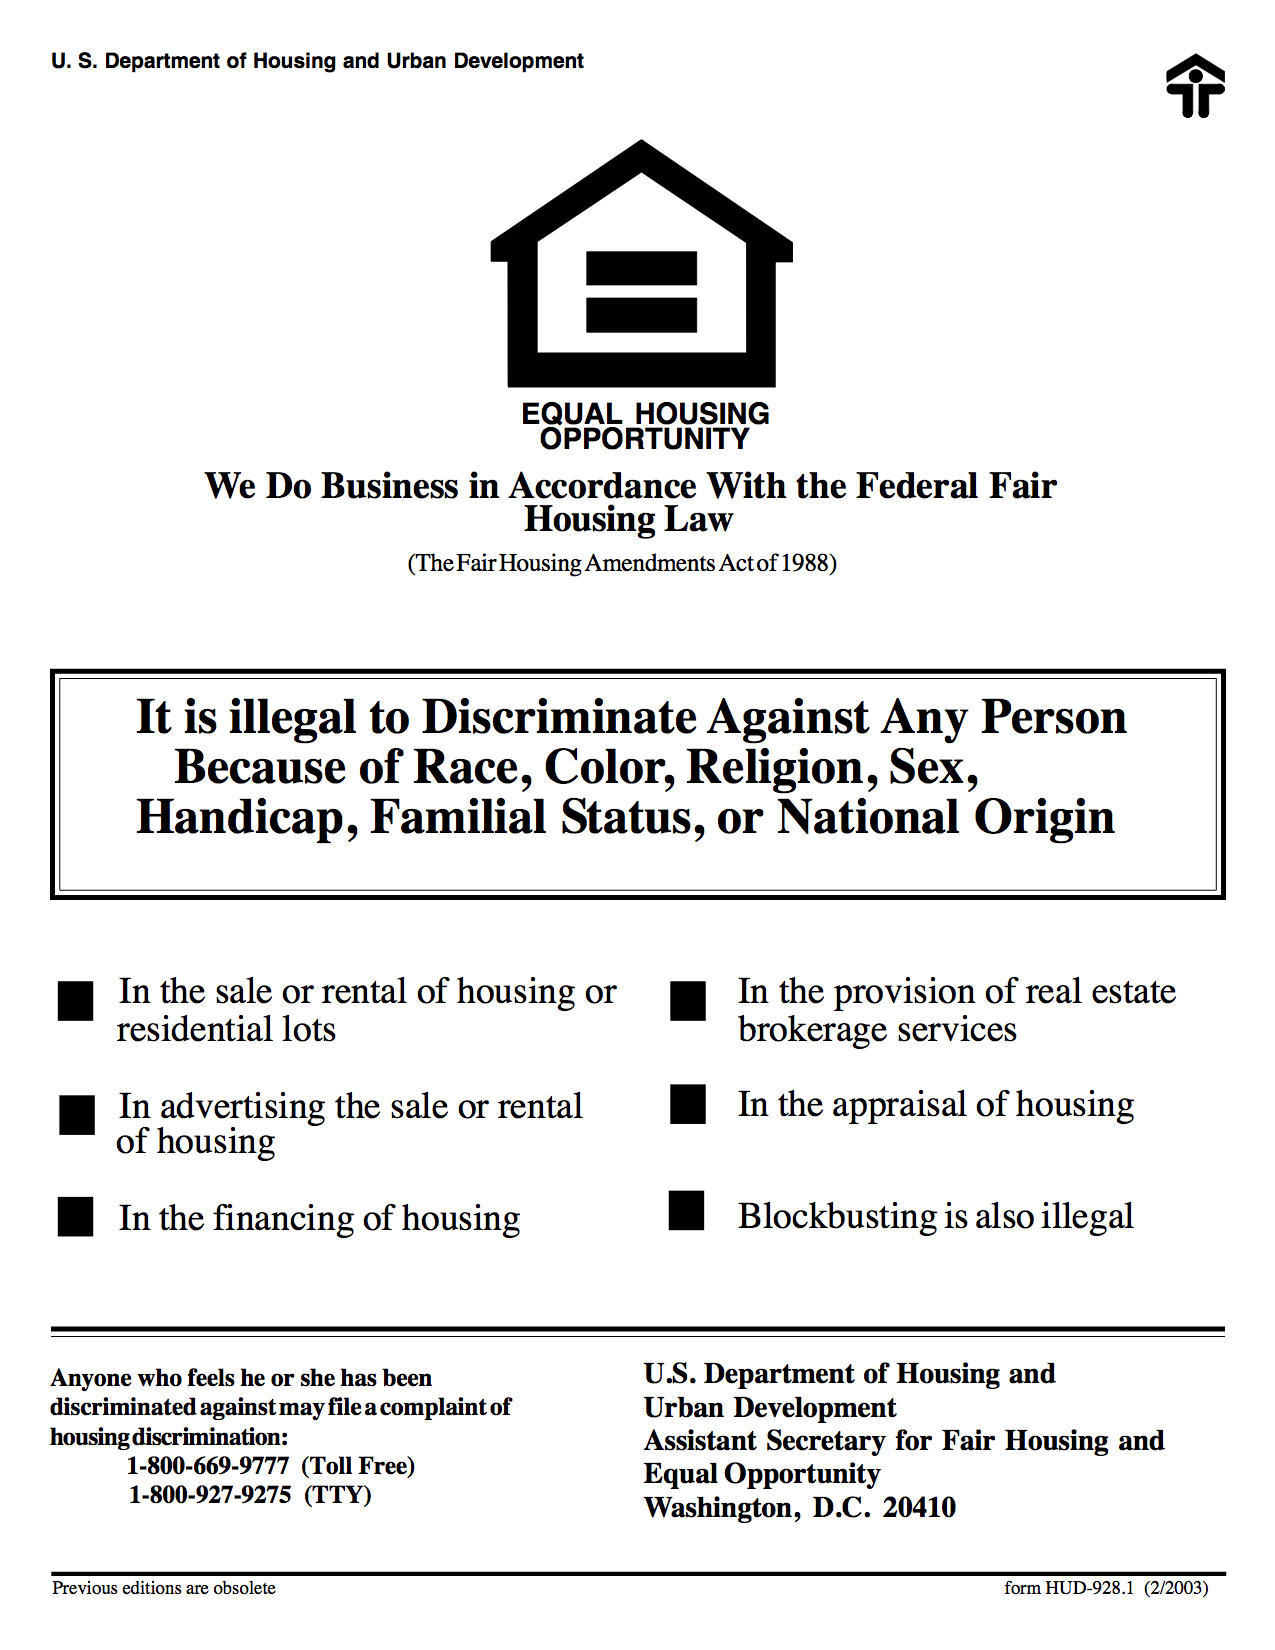 U. S. Department of Housing and Urban Development
EQUAL HOUSING
OPPORTUNITY
We Do Business in Accordance With the Federal Fair
Housing Law
(The Fair Housing Amendments Act of 1988)
It is illegal to Discriminate Against Any Person
Because of Race, Color, Religion, Sex,
Handicap, Familial Status, or National Origin
In the sale or rental of housing or
residential lots
In advertising the sale or rental
of housing
In the financing of housing
In the provision of real estate
brokerage services
In the appraisal of housing
Blockbusting is also illegal
Anyone who feels he or she has been
discriminated against may file a complaint of
housing discrimination:
1-800-669-9777 (Toll Free)
1-800-927-9275 (TTY)
U.S. Department of Housing and
Urban Development
Assistant Secretary for Fair Housing and
Equal Opportunity
Washington, D.C. 20410
Previous editions are obsolete
form HUD-928.1 (2/2003)